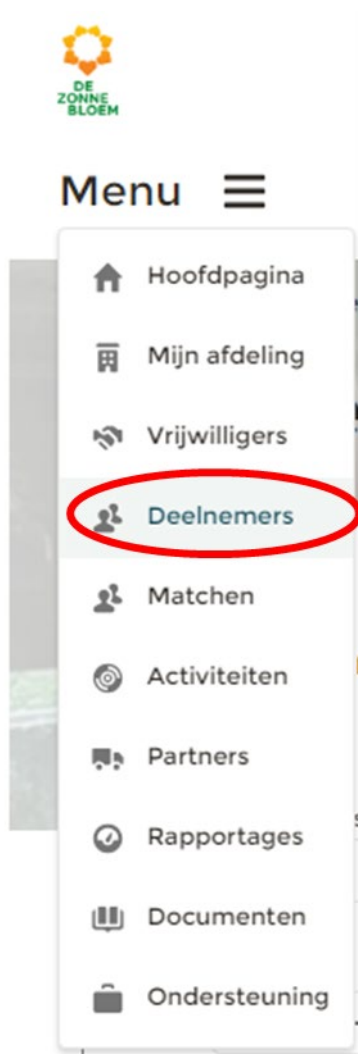 DE
ZONNE
BLOEM
Menu
Hoofdpagina
Mijn afdeling
Vrijwilligers
Deelnemers
Matchen
Activiteiten
Partners
Rapportages
Documenten
Ondersteuning